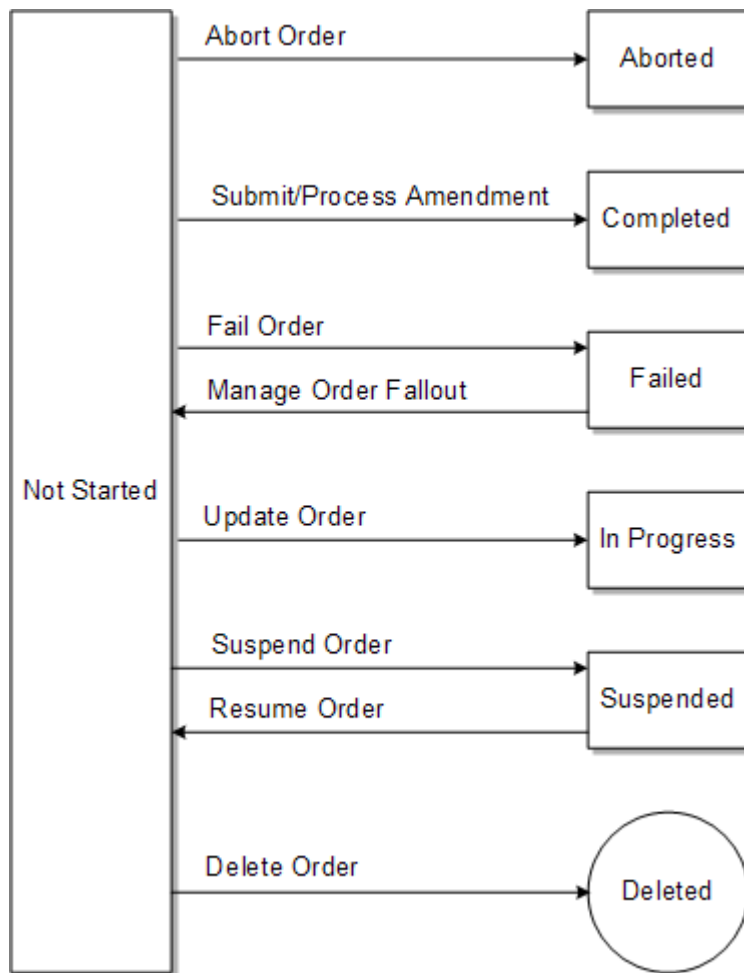 Abort Order
Aborted
Submit/Process Amendment
Completed
Fail Order
Failed
Manage Order Fallout
Not Started
Update Order
In Progress
Suspend Order
Suspended
Resume Order
Delete Order
Deleted